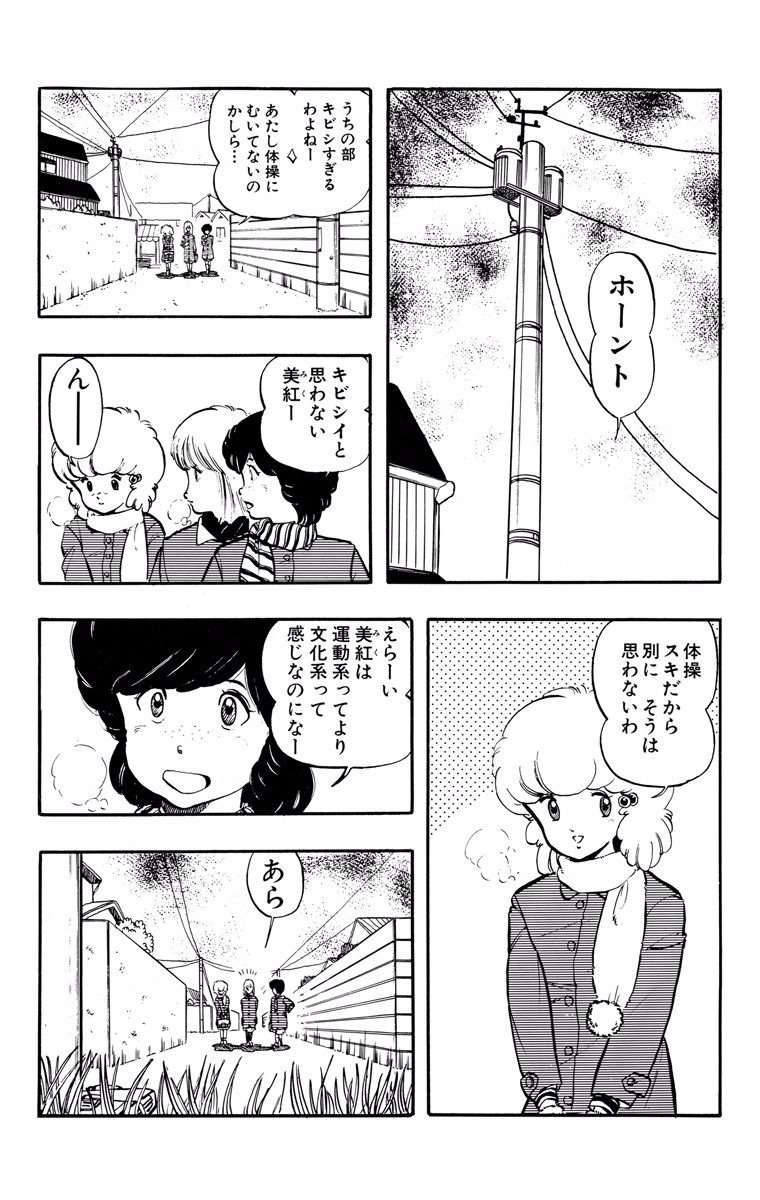 ホーント
うちの部
キビシすぎる
わよねー
あたし体操に
むいてないの
かしら…
キビシイと
思わない
美紅ー
みく
んー
体操
スキだから
別に そうは
思わないわ
えらーい
美紅は
みく
運動系ってより
文化系って
感じなのになー
あら